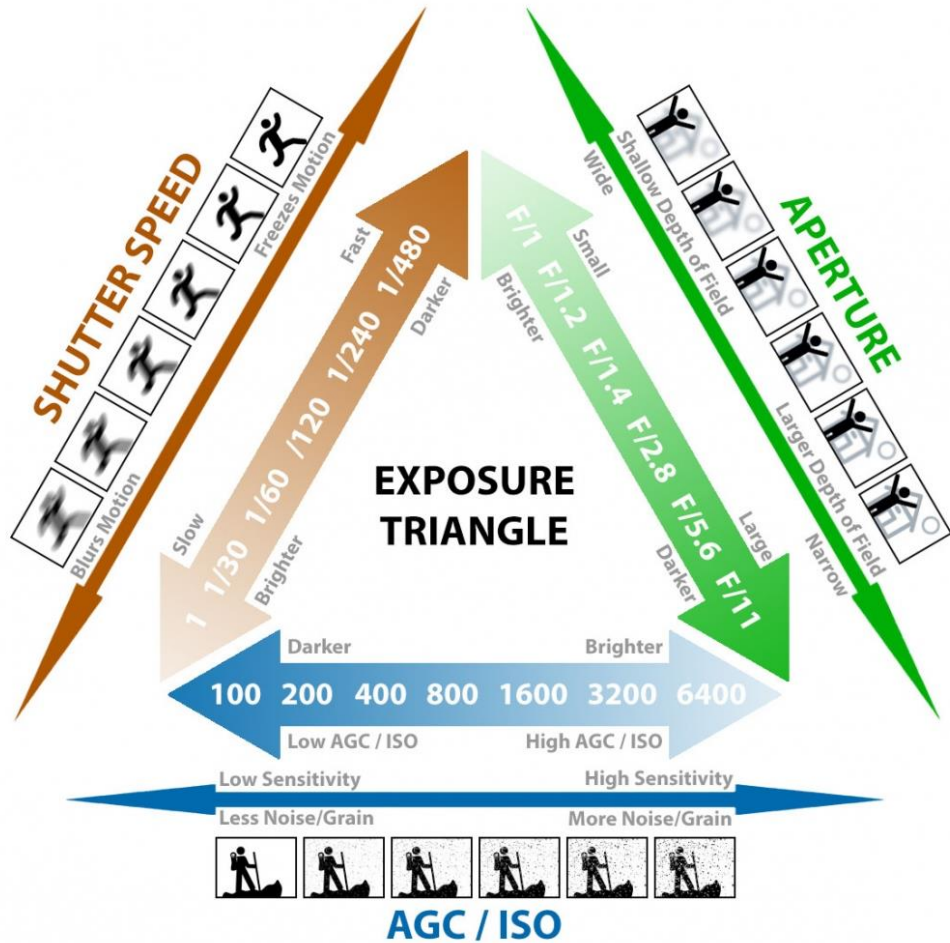 SHUTTER SPEED
Freezes Motion
Blurs Motion
Fast
Slow
1 1/30 1/60 /120 1/240 1/480
Darker
Brighter
APERTURE
Shallow Depth of Field
Wide
Larger Depth of Field
Narrow
Small
Brighter
F/1 F/1.2 F/1.4 F/2.8 F/5.6 F/11
Large
Darker
EXPOSURE
TRIANGLE
Darker
Brighter
100 200 400 800 1600 3200 6400
Low AGC / ISO
High AGC / ISO
Low Sensitivity
High Sensitivity
Less Noise/Grain
More Noise/Grain
AGC / ISO